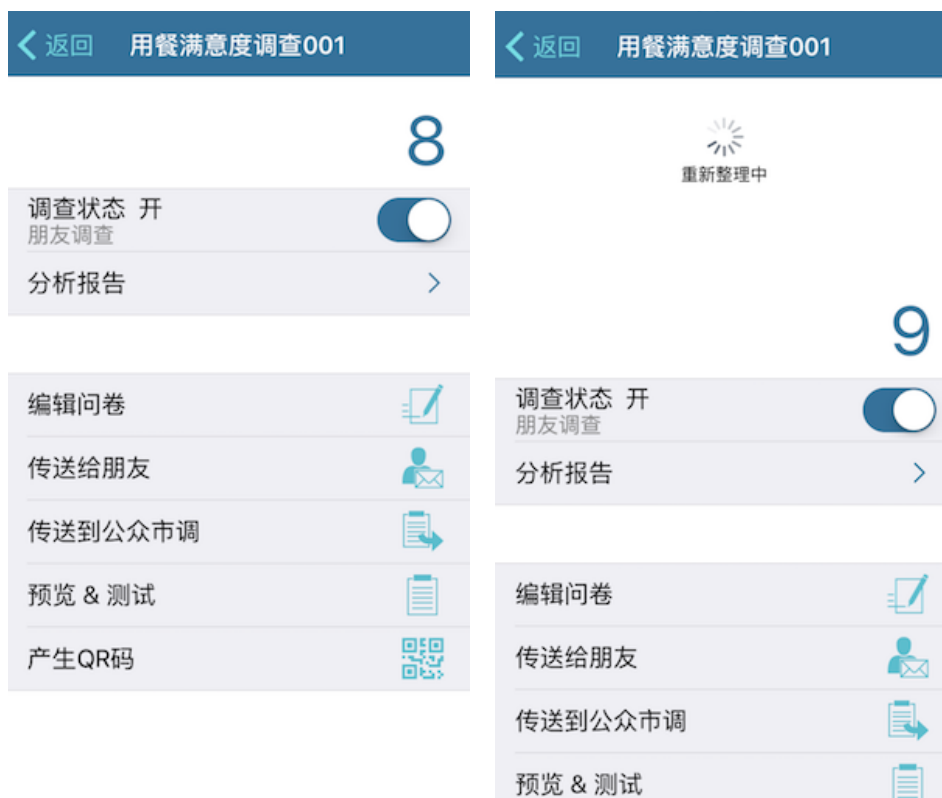 返回 用餐满意度调查001
8
调查状态 开
朋友调查
分析报告
编辑问卷
传送给朋友
传送到公众市调
预览 & 测试
产生QR码
返回 用餐满意度调查001
重新整理中
9
调查状态 开
朋友调查
分析报告
编辑问卷
传送给朋友
传送到公众市调
预览 & 测试